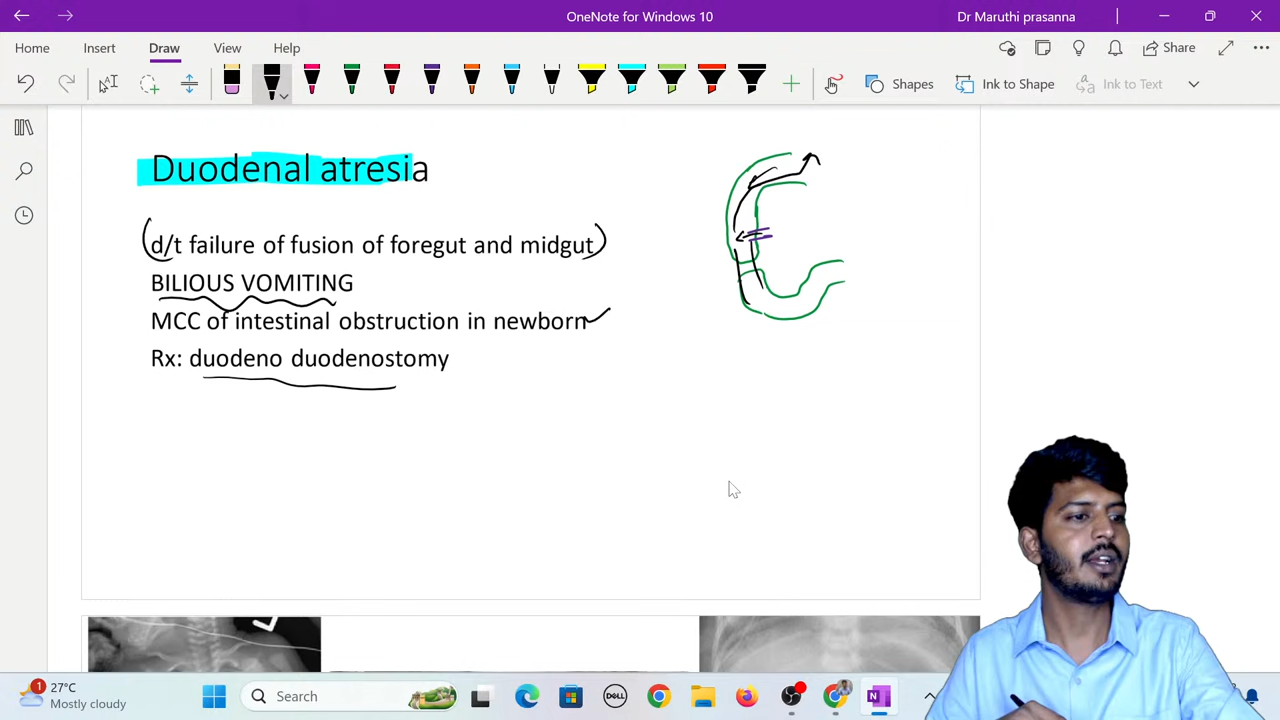 OneNote for Windows 10
Dr Maruthi prasanna
Home Insert Draw View Help
Share
Shapes
Ink to Shape
Ink to Text
Duodenal atresia
d/t failure of fusion of foregut and midgut
BILIOUS VOMITING
MCC of intestinal obstruction in newborn
Rx: duodeno duodenostomy
1
27°C
Mostly cloudy
Search
DELL
N